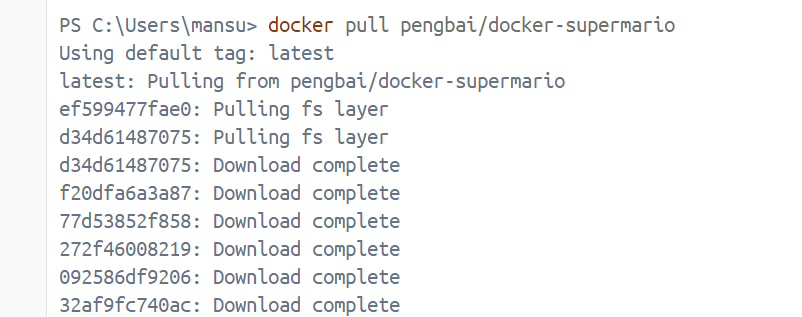 PS C:\Users\mansu> docker pull pengbai/docker-supermario
Using default tag: latest
latest: Pulling from pengbai/docker-supermario
ef599477fae0: Pulling fs layer
d34d61487075: Pulling fs layer
d34d61487075: Download complete
f20dfa6a3a87: Download complete
77d53852f858: Download complete
272f46008219: Download complete
092586df9206: Download complete
32af9fc740ac: Download complete